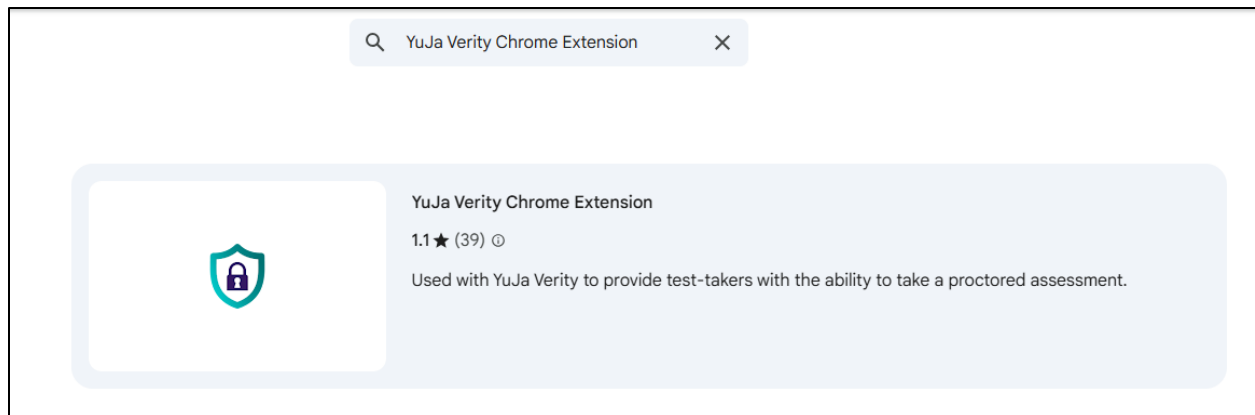 YuJa Verity Chrome Extension
YuJa Verity Chrome Extension
1.1★ (39)
Used with YuJa Verity to provide test-takers with the ability to take a proctored assessment.